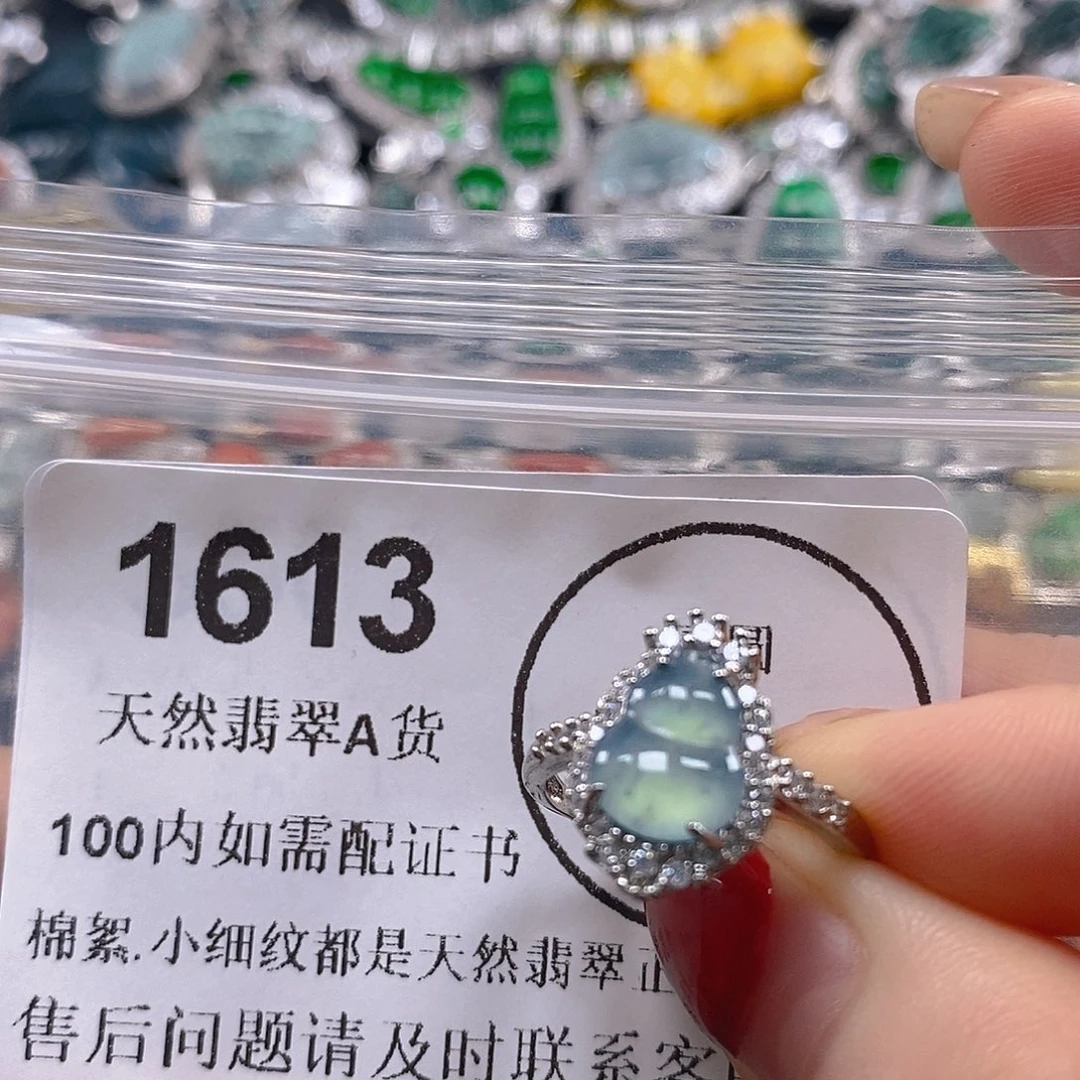 1613
天然翡翠A货
100内如需配证书
棉絮.小细纹都是天然翡翠正
售后问题请及时联系客